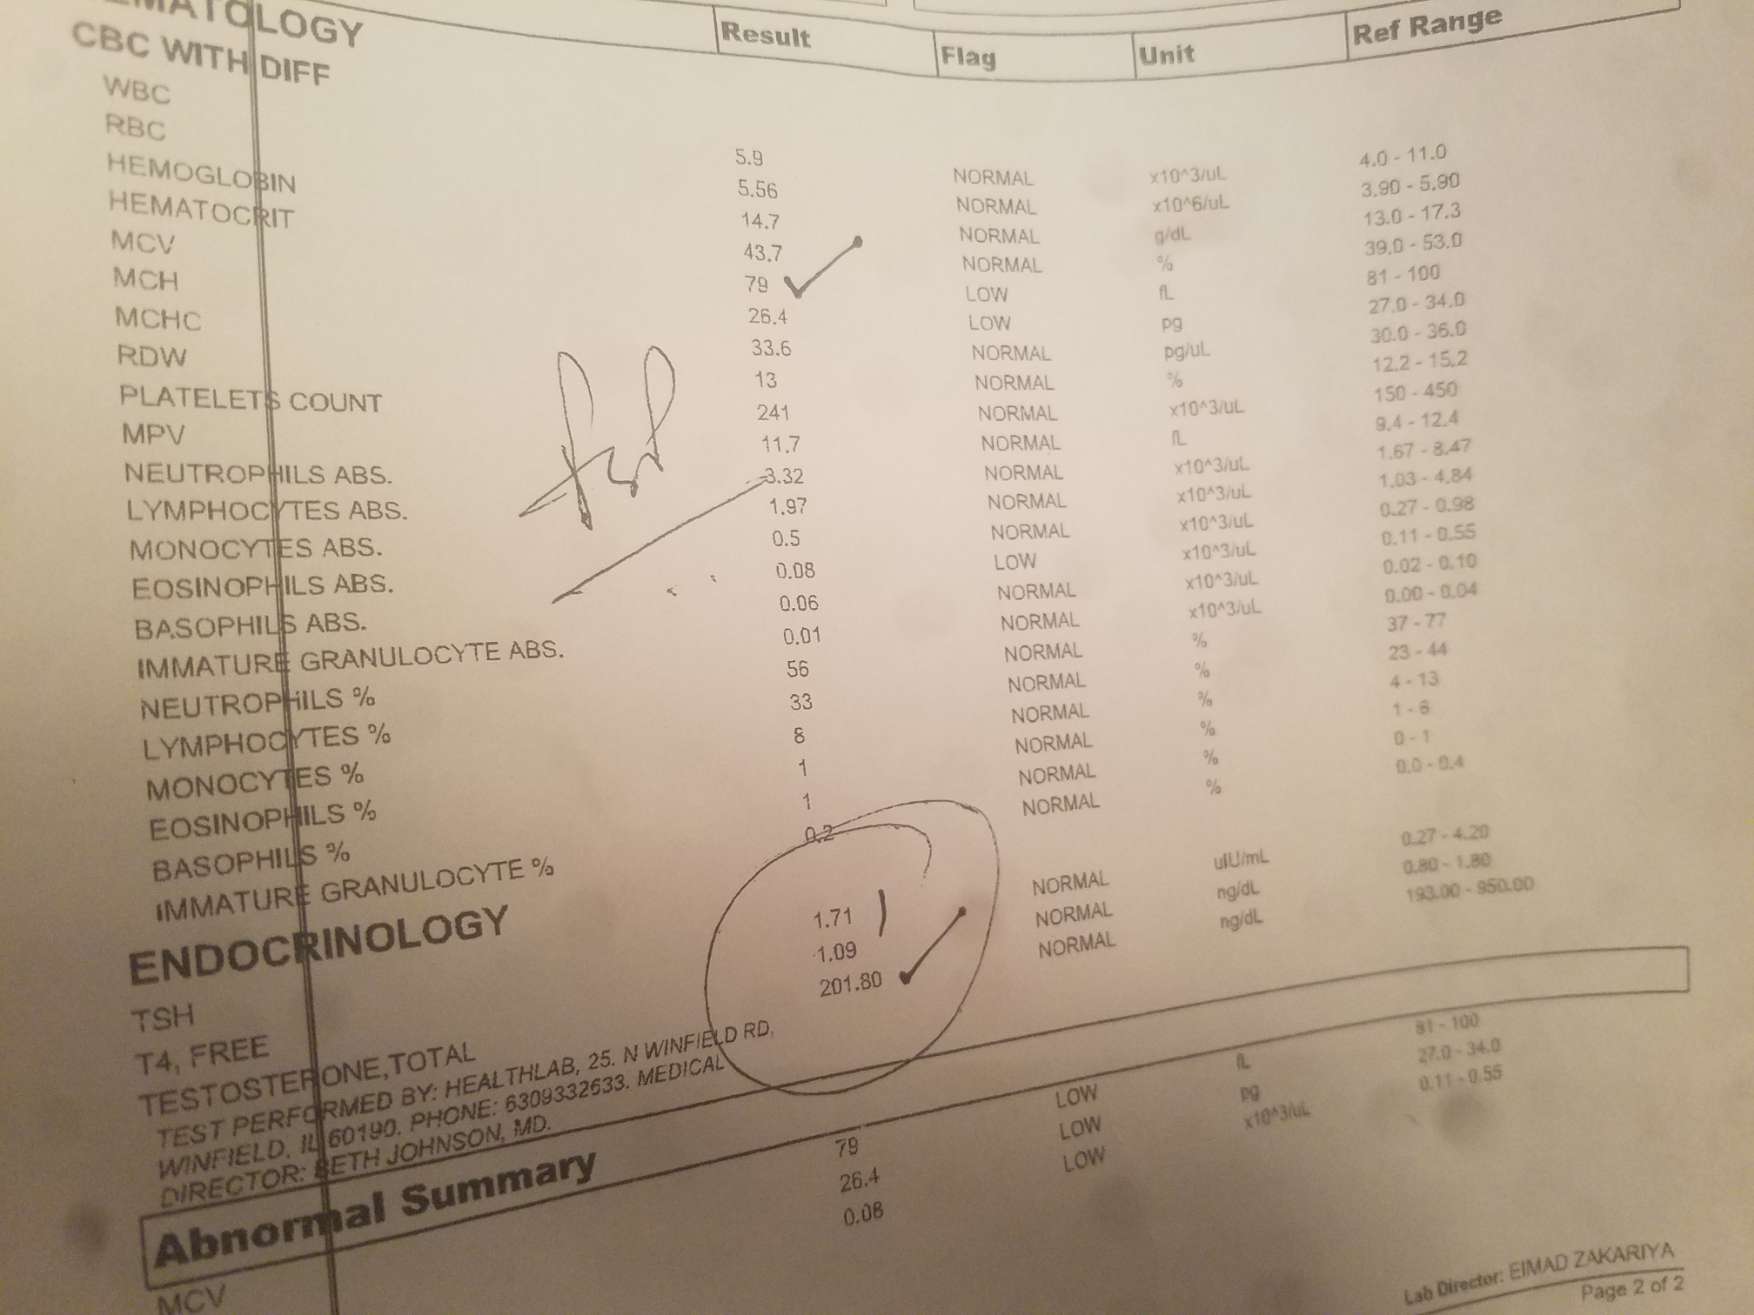 HEMATOLOGY Result Flag Unit Ref Range
CBC WITH DIFF
WBC 5.9 NORMAL x10^3/uL 4.0 - 11.0
RBC 5.56 NORMAL x10^6/uL 3.90 - 5.90
HEMOGLOBIN 14.7 NORMAL g/dL 13.0 - 17.3
HEMATOCRIT 43.7 NORMAL % 39.0 - 53.0
MCV 79 LOW fL 81 - 100
MCH 26.4 LOW pg 27.0 - 34.0
MCHC 33.6 NORMAL pg/uL 30.0 - 36.0
RDW 13 NORMAL % 12.2 - 15.2
PLATELETS COUNT 241 NORMAL x10^3/uL 150 - 450
MPV 11.7 NORMAL fL 9.4 - 12.4
NEUTROPHILS ABS. 3.32 NORMAL x10^3/uL 1.67 - 8.47
LYMPHOCYTES ABS. 1.97 NORMAL x10^3/uL 1.03 - 4.84
MONOCYTES ABS. 0.5 NORMAL x10^3/uL 0.27 - 0.98
EOSINOPHILS ABS. 0.08 LOW x10^3/uL 0.11 - 0.55
BASOPHILS ABS. 0.06 NORMAL x10^3/uL 0.02 - 0.10
IMMATURE GRANULOCYTE ABS. 0.01 NORMAL x10^3/uL 0.00 - 0.04
NEUTROPHILS % 56 NORMAL % 37 - 77
LYMPHOCYTES % 33 NORMAL % 23 - 44
MONOCYTES % 8 NORMAL % 4 - 13
EOSINOPHILS % 1 NORMAL % 1 - 6
BASOPHILS % 1 NORMAL % 0 - 1
IMMATURE GRANULOCYTE % 0.2 NORMAL % 0.0 - 0.4
ENDOCRINOLOGY
TSH 1.71 NORMAL uIU/mL 0.27 - 4.20
T4, FREE 1.09 NORMAL ng/dL 0.80 - 1.80
TESTOSTERONE,TOTAL 201.80 NORMAL ng/dL 193.00 - 950.00
TEST PERFORMED BY: HEALTHLAB, 25. N WINFIELD RD,
WINFIELD. IL 60190. PHONE: 6309332633. MEDICAL
DIRECTOR: BETH JOHNSON, MD.
Abnormal Summary
MCV 79 LOW fL 81 - 100
26.4 LOW pg 27.0 - 34.0
0.08 LOW x10^3/uL 0.11 - 0.55
Lab Director: EIMAD ZAKARIYA
Page 2 of 2